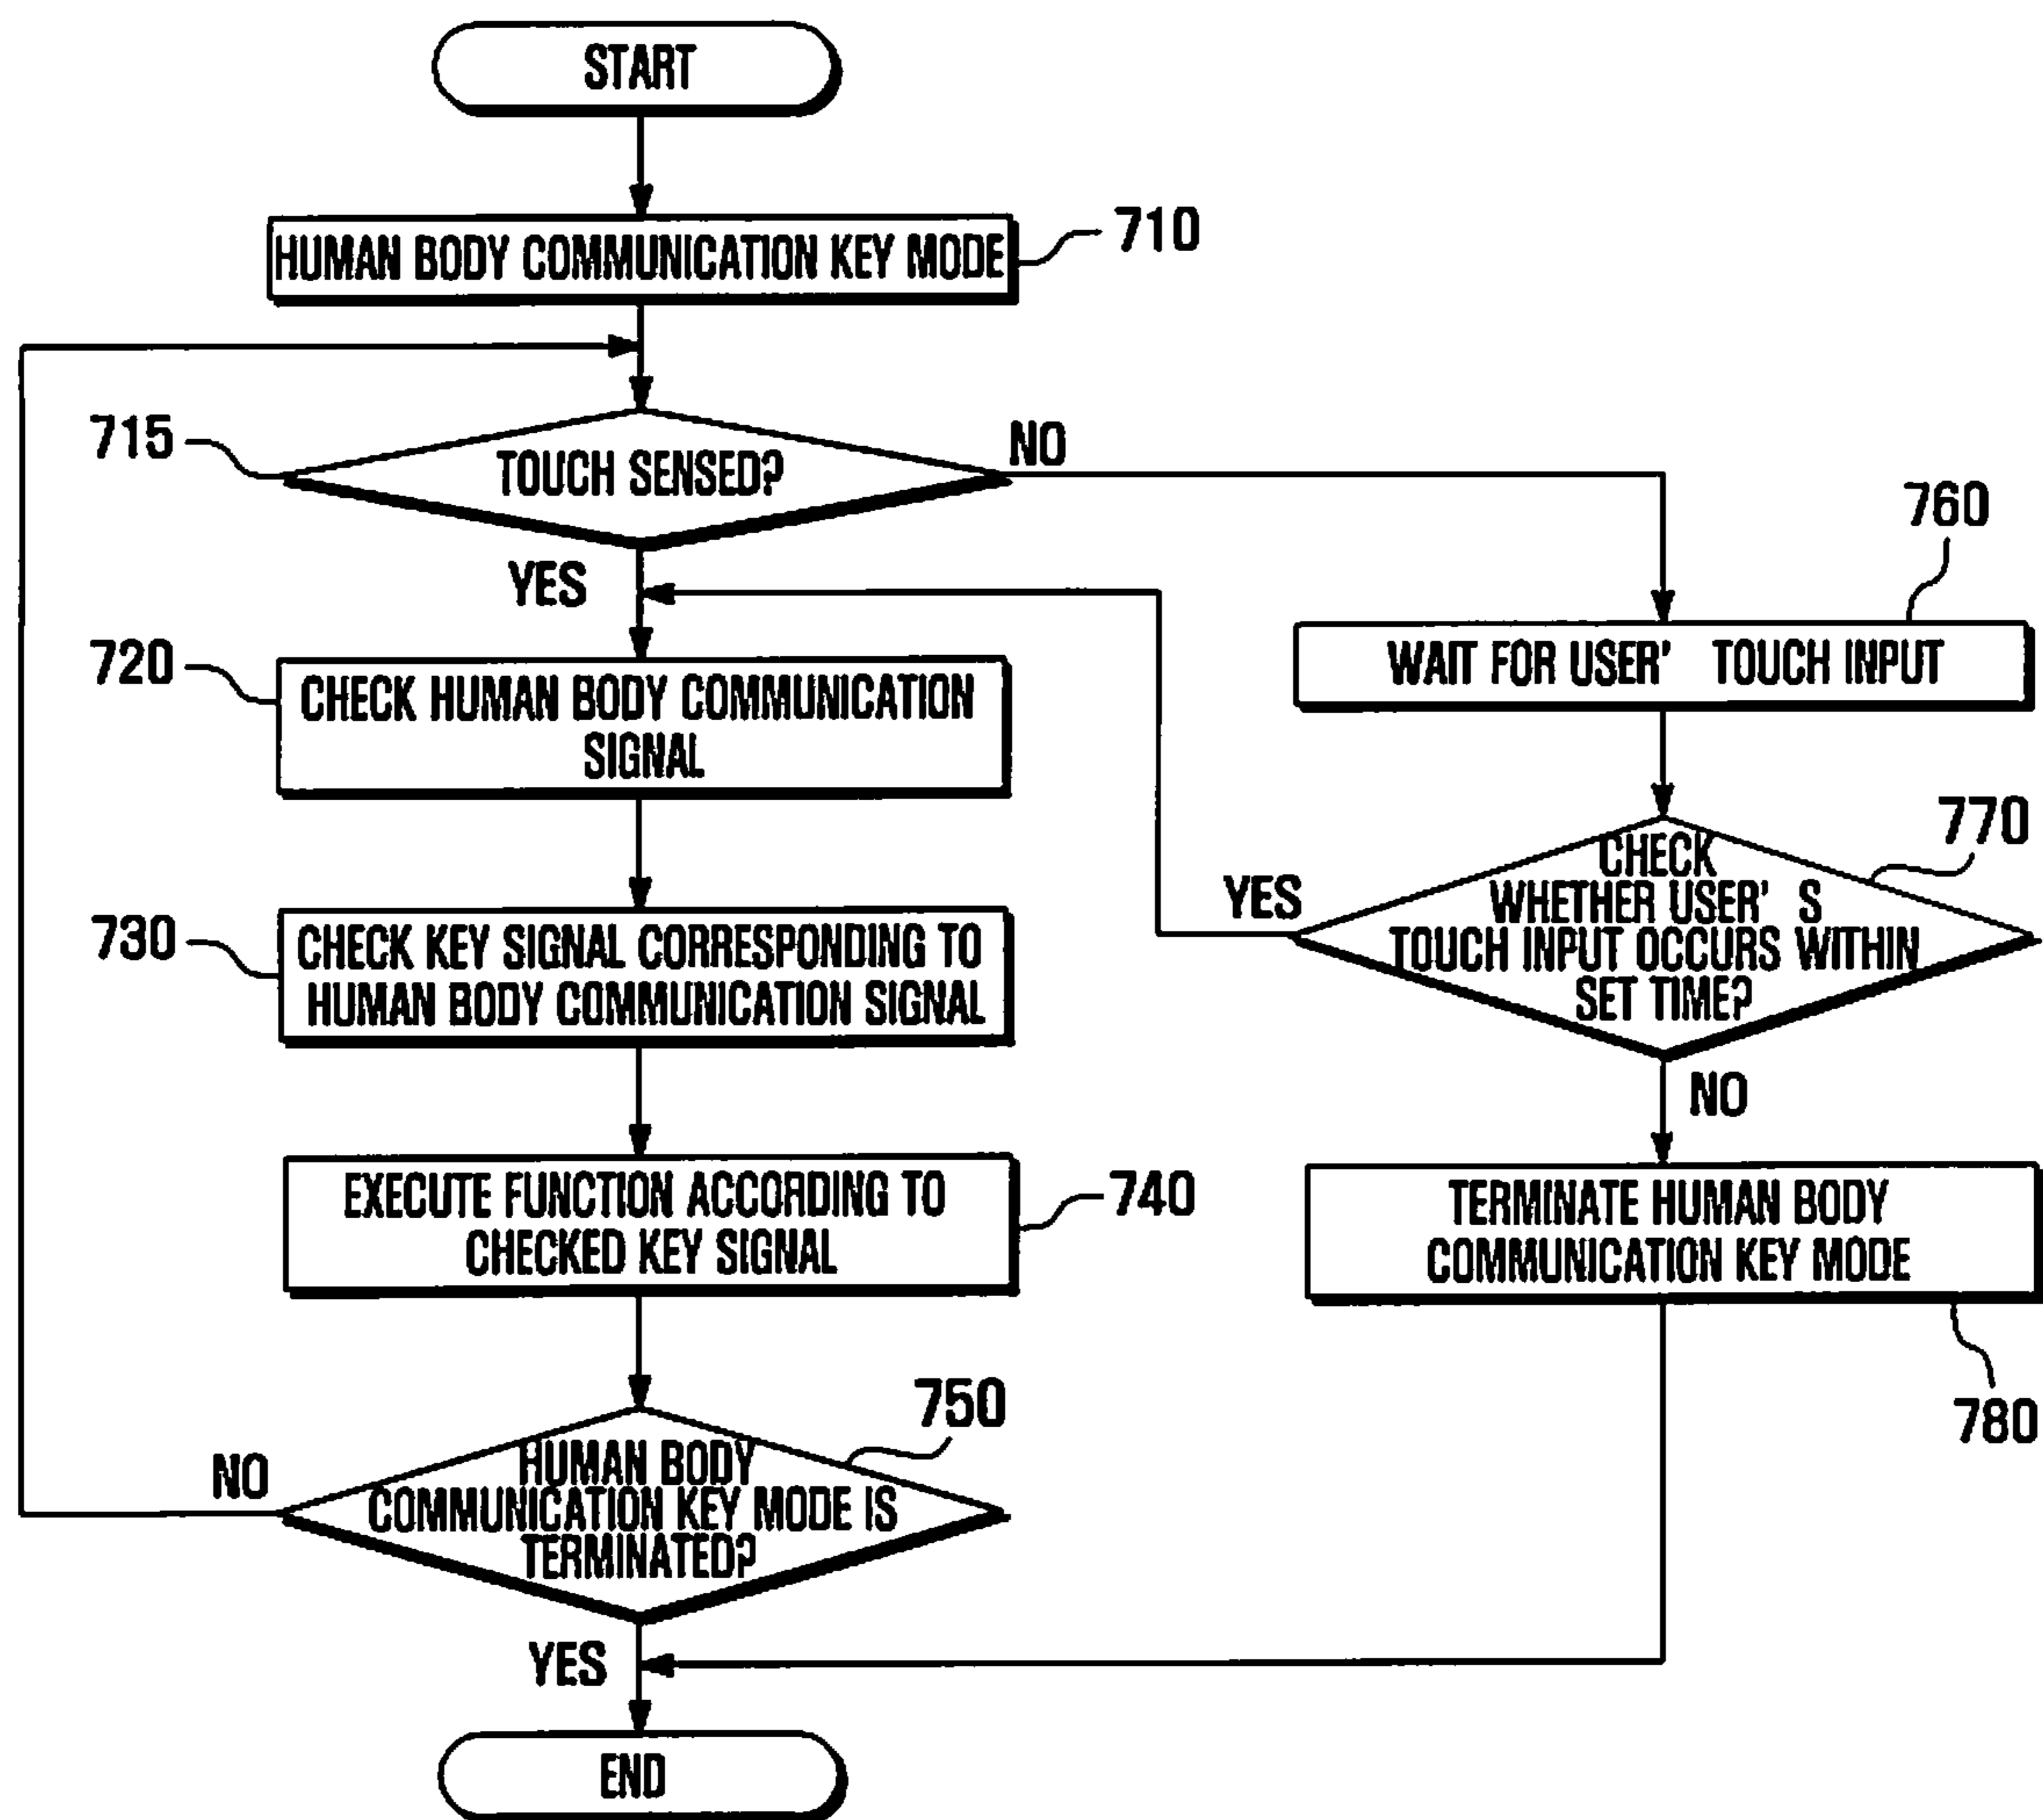 START
HUMAN BODY COMMUNICATION KEY MODE
710
715
TOUCH SENSED?
NO
YES
760
WAIT FOR USER' TOUCH INPUT
720
CHECK HUMAN BODY COMMUNICATION
SIGNAL
770
CHECK
WHETHER USER' S
TOUCH INPUT OCCURS WITHIN
SET TIME?
YES
NO
730
CHECK KEY SIGNAL CORRESPONDING TO
HUMAN BODY COMMUNICATION SIGNAL
EXECUTE FUNCTION ACCORDING TO
CHECKED KEY SIGNAL
740
TERMINATE HUMAN BODY
COMMUNICATION KEY MODE
780
750
HUMAN BODY
COMMUNICATION KEY MODE IS
TERMINATED?
NO
YES
END